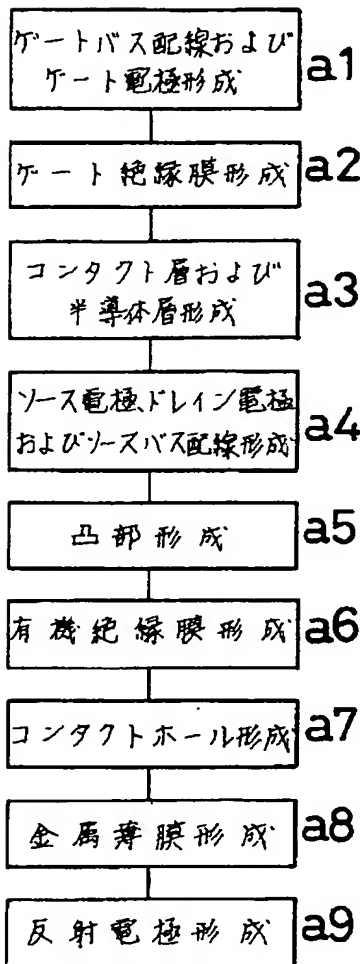 ゲートバス配線および
ゲート電極形成
a1
ゲート絶縁膜形成
a2
コンタクト層および
半導体層形成
a3
ソース電極、ドレイン電極
およびソースバス配線形成
a4
凸部形成
a5
有機絶縁膜形成
a6
コンタクトホール形成
a7
金属薄膜形成
a8
反射電極形成
a9